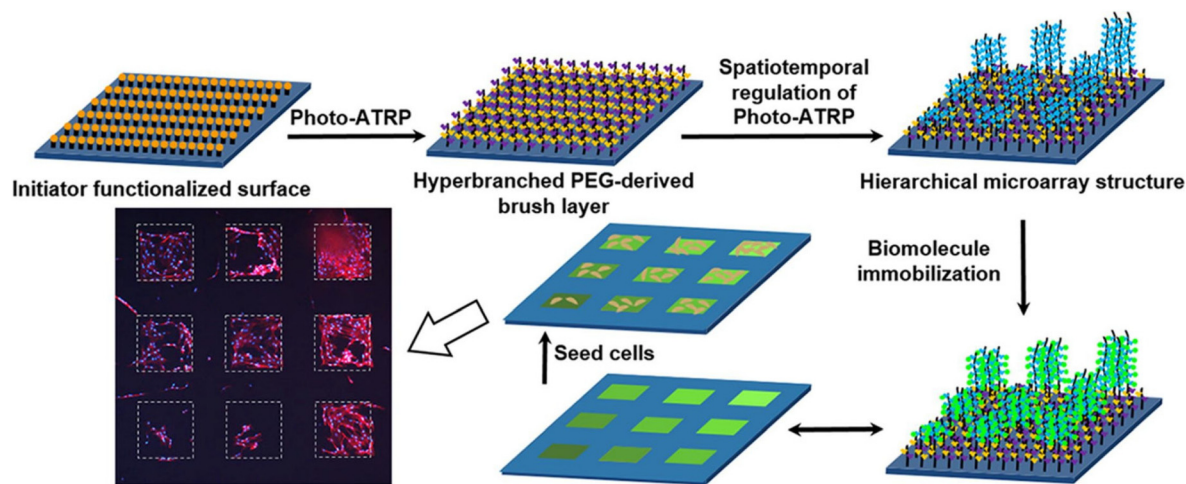 Photo-ATRP
Spatiotemporal
regulation of
Photo-ATRP
Initiator functionalized surface
Hyperbranched PEG-derived
brush layer
Hierarchical microarray structure
Biomolecule
immobilization
Seed cells